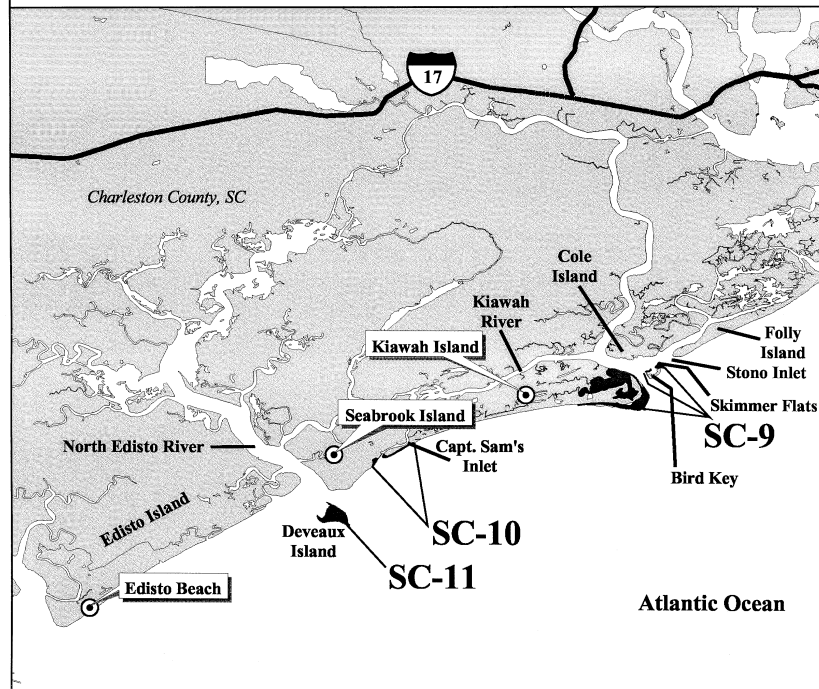 17
Charleston County, SC
Cole
Island
Kiawah
River
Kiawah Island
Folly
Island
Stono Inlet
Skimmer Flats
SC-9
Bird Key
Seabrook Island
North Edisto River
Capt. Sam's
Inlet
Edisto Island
Deveaux
Island
SC-10
SC-11
Edisto Beach
Atlantic Ocean